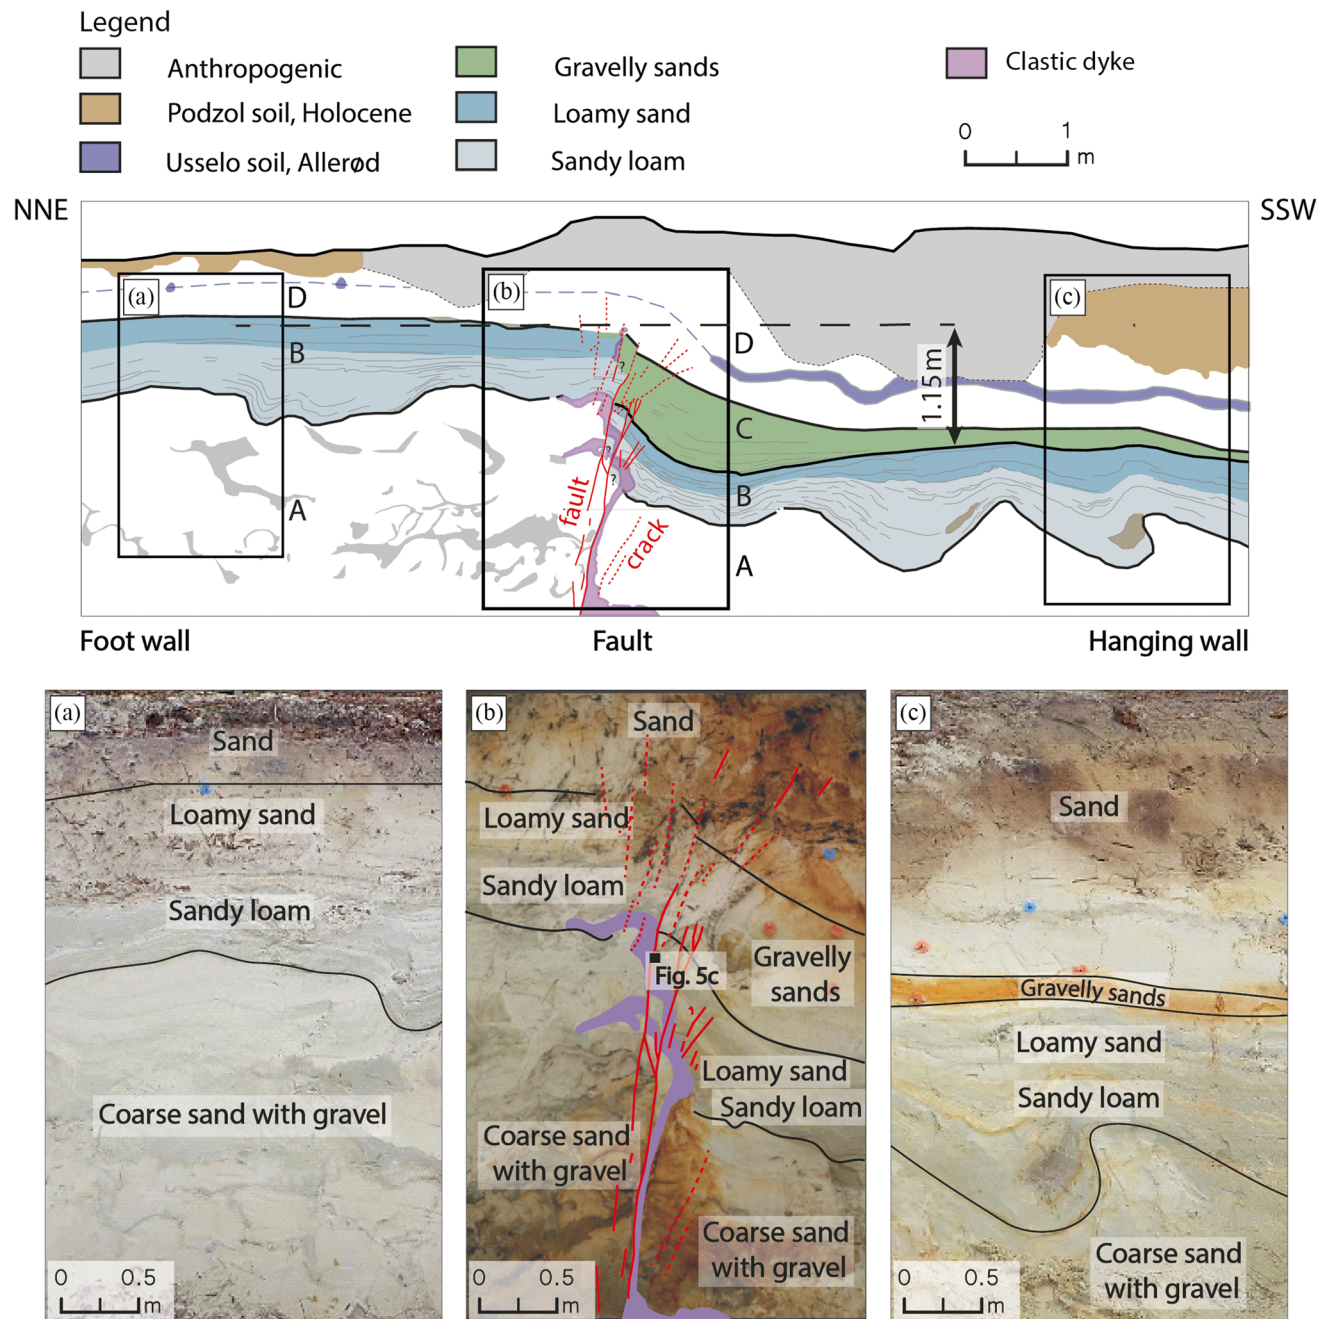 Legend
Anthropogenic
Podzol soil, Holocene
Usselo soil, Allerød
Gravelly sands
Loamy sand
Sandy loam
Clastic dyke
0 1
m
NNE
SSW
(a)
(b)
(c)
D
B
A
D
C
B
A
1.15 m
?
?
?
fault
crack
Foot wall
Fault
Hanging wall
(a)
Sand
Loamy sand
Sandy loam
Coarse sand with gravel
0 0.5
m
(b)
Sand
Loamy sand
Sandy loam
Fig. 5c
Gravelly
sands
Loamy sand
Sandy loam
Coarse sand
with gravel
Coarse sand
with gravel
0 0.5
m
(c)
Sand
Gravelly sands
Loamy sand
Sandy loam
Coarse sand
with gravel
0 0.5
m